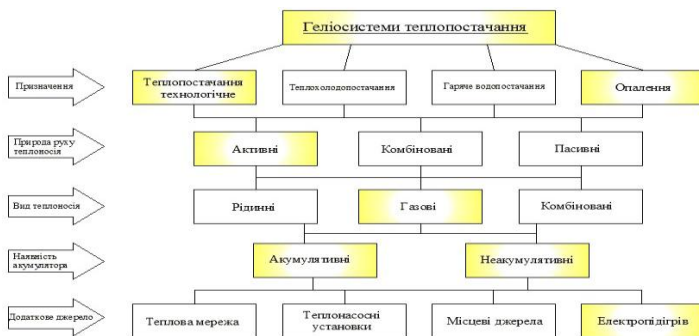 Геліосистеми теплопостачання
Призначення
Теплопостачання
технологічне
Теплохолодопостачання
Гаряче водопостачання
Опалення
Природа руху
теплоносія
Активні
Комбіновані
Пасивні
Вид теплоносія
Рідинні
Газові
Комбіновані
Наявність
акумулятора
Акумулятивні
Неакумулятивні
Додаткове джерело
Теплова мережа
Теплонасосні
установки
Місцеві джерела
Електропідігрів